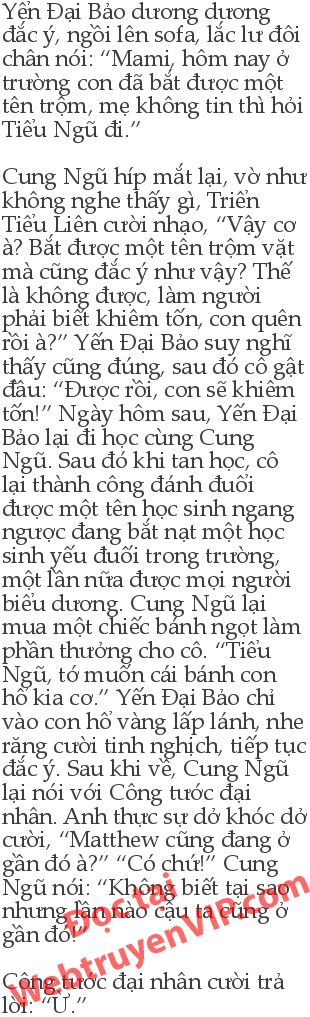 Yển Đại Bảo dương dương
đắc ý, ngồi lên sofa, lắc lư đôi
chân nói: “Mami, hôm nay ở
trường con đã bắt được một
tên trộm, mẹ không tin thì hỏi
Tiểu Ngũ đi.”
Cung Ngũ híp mắt lại, vờ như
không nghe thấy gì, Triển
Tiểu Liên cười nhạo, “Vậy cơ
à? Bắt được một tên trộm vặt
mà cũng đắc ý như vậy? Thế
là không được, làm người
phải biết khiêm tốn, con quên
rồi à?” Yến Đại Bảo suy nghĩ
thấy cũng đúng, sau đó cô gật
đầu: “Được rồi, con sẽ khiêm
tốn!” Ngày hôm sau, Yến Đại
Bảo lại đi học cùng Cung
Ngũ. Sau đó khi tan học, cô
lại thành công đánh đuổi
được một tên học sinh ngang
ngược đang bắt nạt một học
sinh yếu đuối trong trường,
một lần nữa được mọi người
biểu dương. Cung Ngũ lại
mua một chiếc bánh ngọt làm
phần thưởng cho cô. “Tiểu
Ngũ, tớ muốn cái bánh con
hổ kia cơ.” Yến Đại Bảo chỉ
vào con hổ vàng lấp lánh, nhe
răng cười tinh nghịch, tiếp tục
đắc ý. Sau khi về, Cung Ngũ
lại nói với Công tước đại
nhân. Anh thực sự dở khóc dở
cười, “Matthew cũng đang ở
gần đó à?” “Có chứ!” Cung
Ngũ nói: “Không biết tại sao
nhưng lần nào cậu ta cũng ở
gần đó!”
Công tước đại nhân cười trả
lời: “Ừ.”
Đọc tại
WebtruyenVIP.com